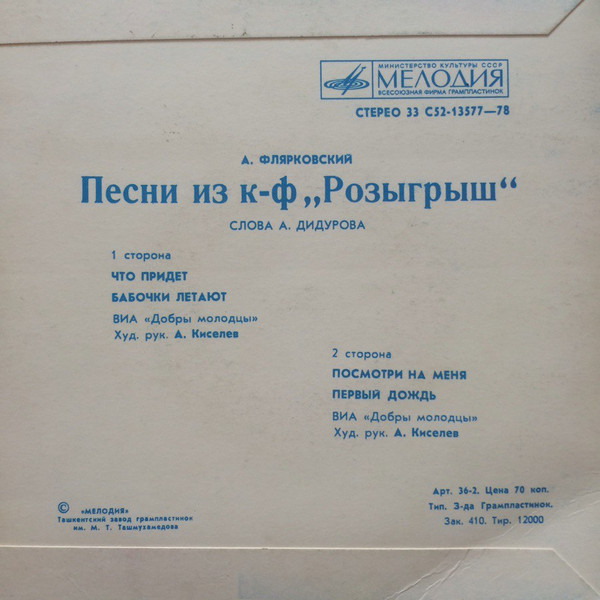 МИНИСТЕРСТВО КУЛЬТУРЫ СССР
МЕЛОДИЯ
ВСЕСОЮЗНАЯ ФИРМА ГРАМПЛАСТИНОК
СТЕРЕО 33 С52-13577—78
А. ФЛЯРКОВСКИЙ
Песни из к-ф „Розыгрыш“
СЛОВА А. ДИДУРОВА
1 сторона
ЧТО ПРИДЕТ
БАБОЧКИ ЛЕТАЮТ
ВИА «Добры молодцы»
Худ. рук. А. Киселев
2 сторона
ПОСМОТРИ НА МЕНЯ
ПЕРВЫЙ ДОЖДЬ
ВИА «Добры молодцы»
Худ. рук. А. Киселев
Арт. 36-2. Цена 70 коп.
Тип. З-да Грампластинок.
Зак. 410. Тир. 12000
© «МЕЛОДИЯ»
Ташкентский завод грампластинок
им. М. Т. Ташмухамедова